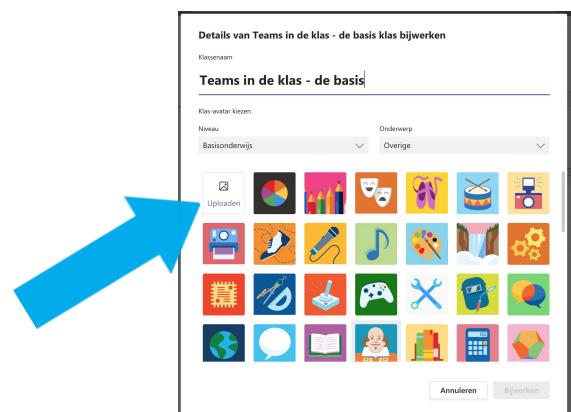 Details van Teams in de klas - de basis klas bijwerken
Klassenaam
Teams in de klas - de basis
Klas-avatar kiezen
Niveau Onderwerp
Basisonderwijs Overige
Uploaden
Annuleren Bijwerken